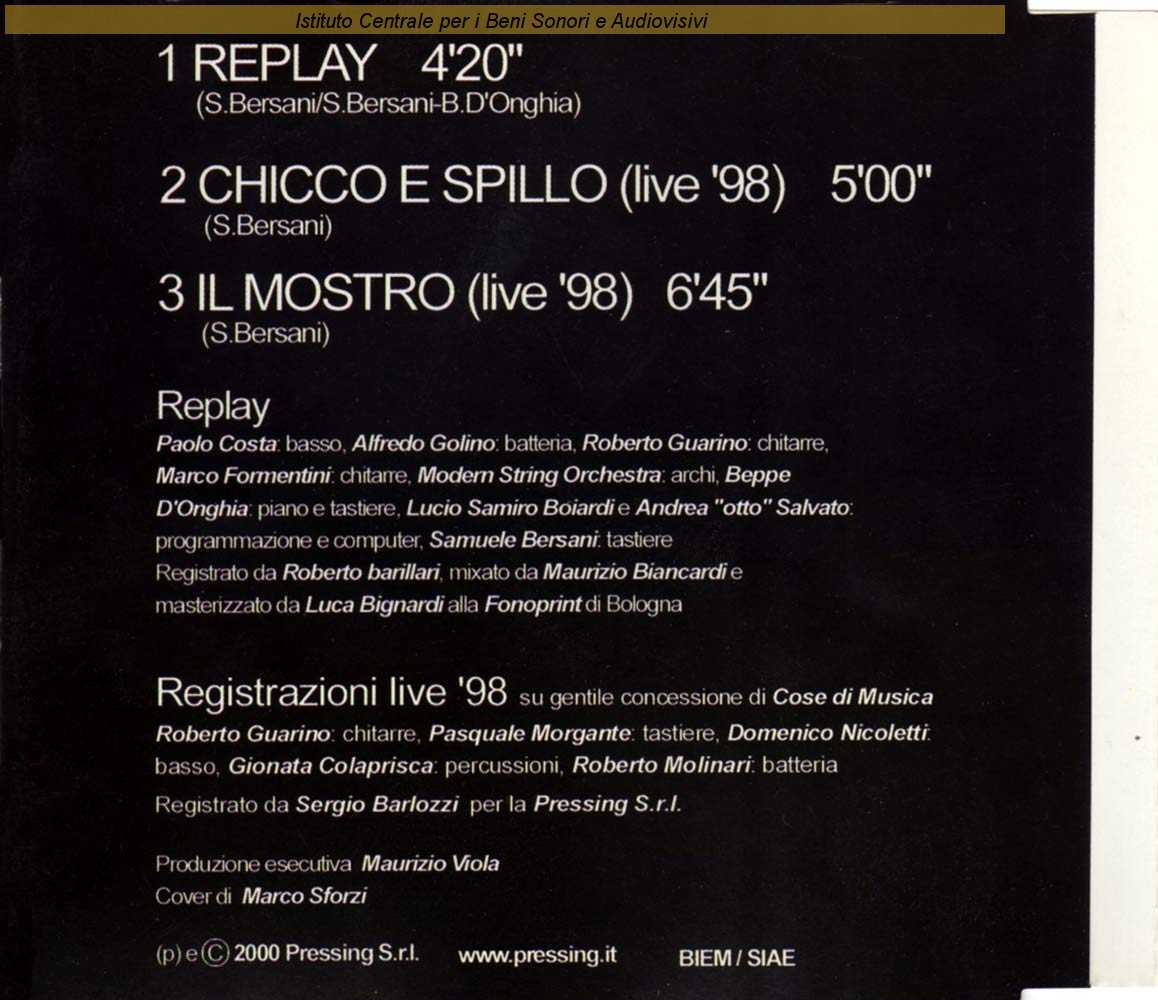 Istituto Centrale per i Beni Sonori e Audiovisivi
1 REPLAY 4'20"
(S.Bersani/S.Bersani-B.D'Onghia)
2 CHICCO E SPILLO (live '98) 5'00"
(S.Bersani)
3 IL MOSTRO (live '98) 6'45"
(S.Bersani)
Replay
Paolo Costa: basso, Alfredo Golino: batteria, Roberto Guarino: chitarre,
Marco Formentini: chitarre, Modern String Orchestra: archi, Beppe
D'Onghia: piano e tastiere, Lucio Samiro Boiardi e Andrea "otto" Salvato:
programmazione e computer, Samuele Bersani: tastiere
Registrato da Roberto barillari, mixato da Maurizio Biancardi e
masterizzato da Luca Bignardi alla Fonoprint di Bologna
Registrazioni live '98 su gentile concessione di Cose di Musica
Roberto Guarino: chitarre, Pasquale Morgante: tastiere, Domenico Nicoletti:
basso, Gionata Colaprisca: percussioni, Roberto Molinari: batteria
Registrato da Sergio Barlozzi per la Pressing S.r.l.
Produzione esecutiva Maurizio Viola
Cover di Marco Sforzi
(p) e © 2000 Pressing S.r.l. www.pressing.it BIEM / SIAE